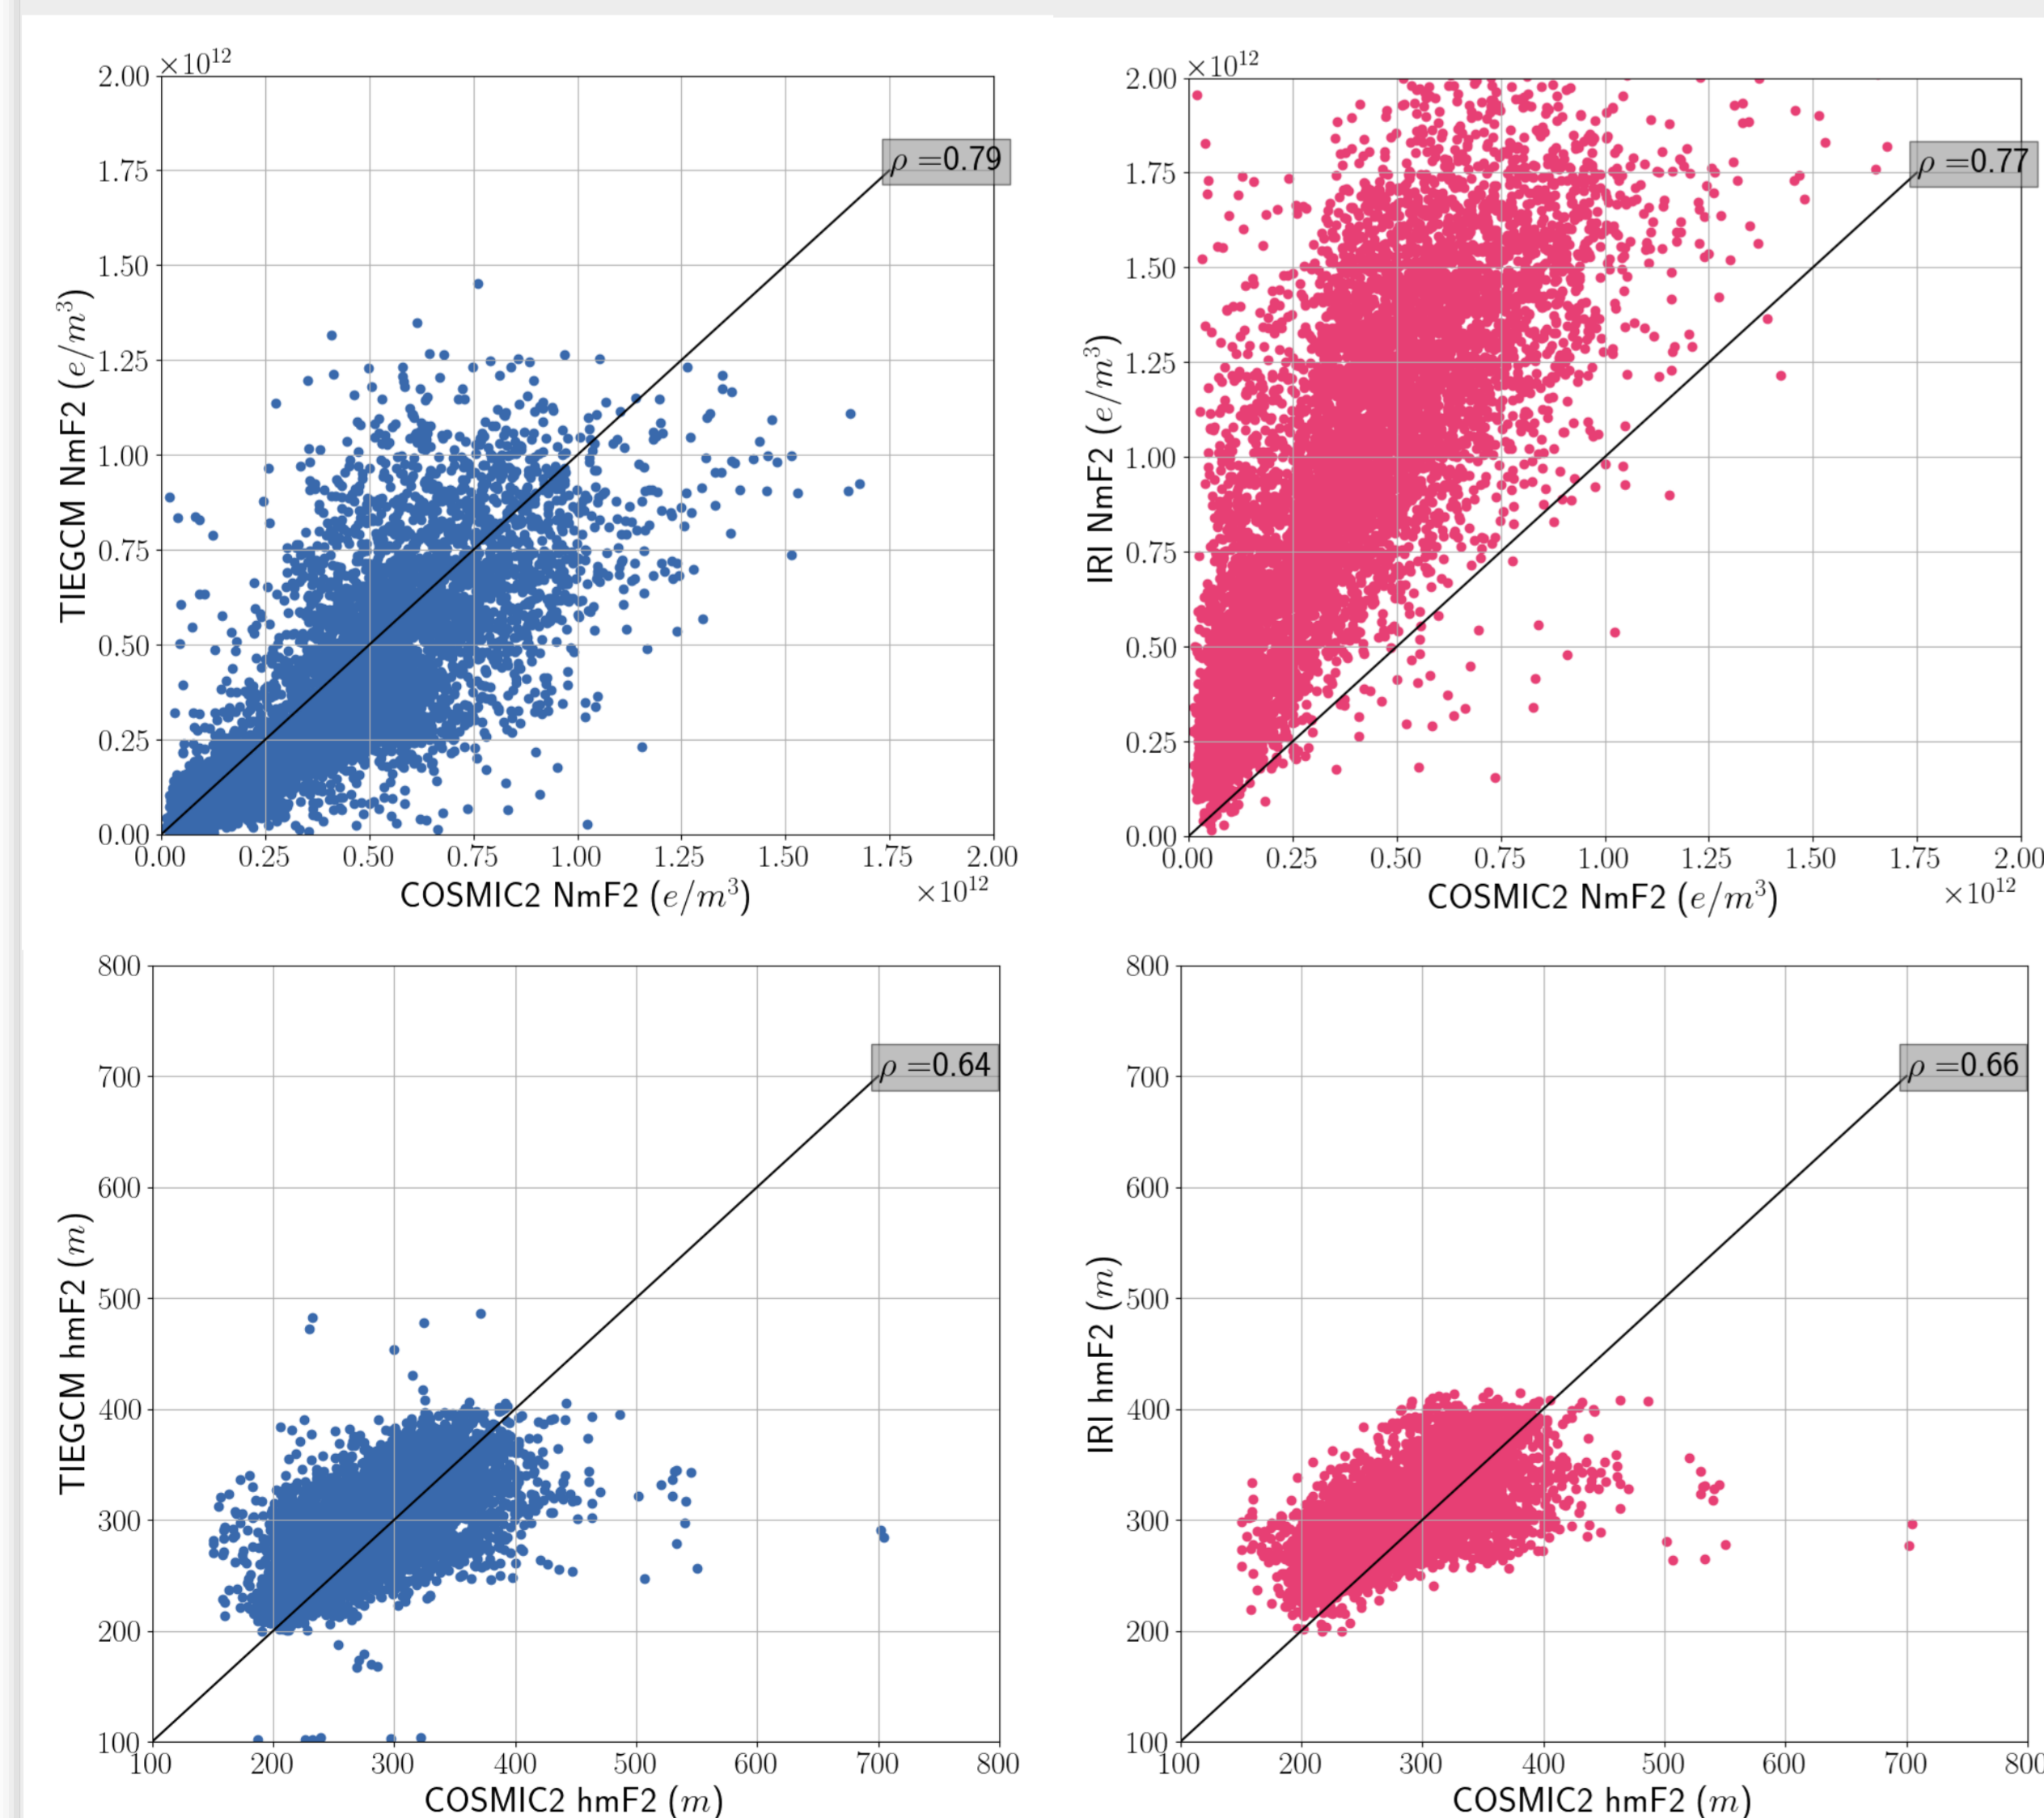 ×10¹²
2.00
1.75
1.50
1.25
1.00
0.75
0.50
0.25
0.00
TIEGCM NmF2 (e/m³)
ρ =0.79
0.00 0.25 0.50 0.75 1.00 1.25 1.50 1.75 2.00
COSMIC2 NmF2 (e/m³)
×10¹²
×10¹²
2.00
1.75
1.50
1.25
1.00
0.75
0.50
0.25
0.00
IRI NmF2 (e/m³)
ρ =0.77
0.00 0.25 0.50 0.75 1.00 1.25 1.50 1.75 2.00
COSMIC2 NmF2 (e/m³)
×10¹²
800
700
600
500
400
300
200
100
TIEGCM hmF2 (m)
ρ =0.64
100 200 300 400 500 600 700 800
COSMIC2 hmF2 (m)
800
700
600
500
400
300
200
100
IRI hmF2 (m)
ρ =0.66
100 200 300 400 500 600 700 800
COSMIC2 hmF2 (m)